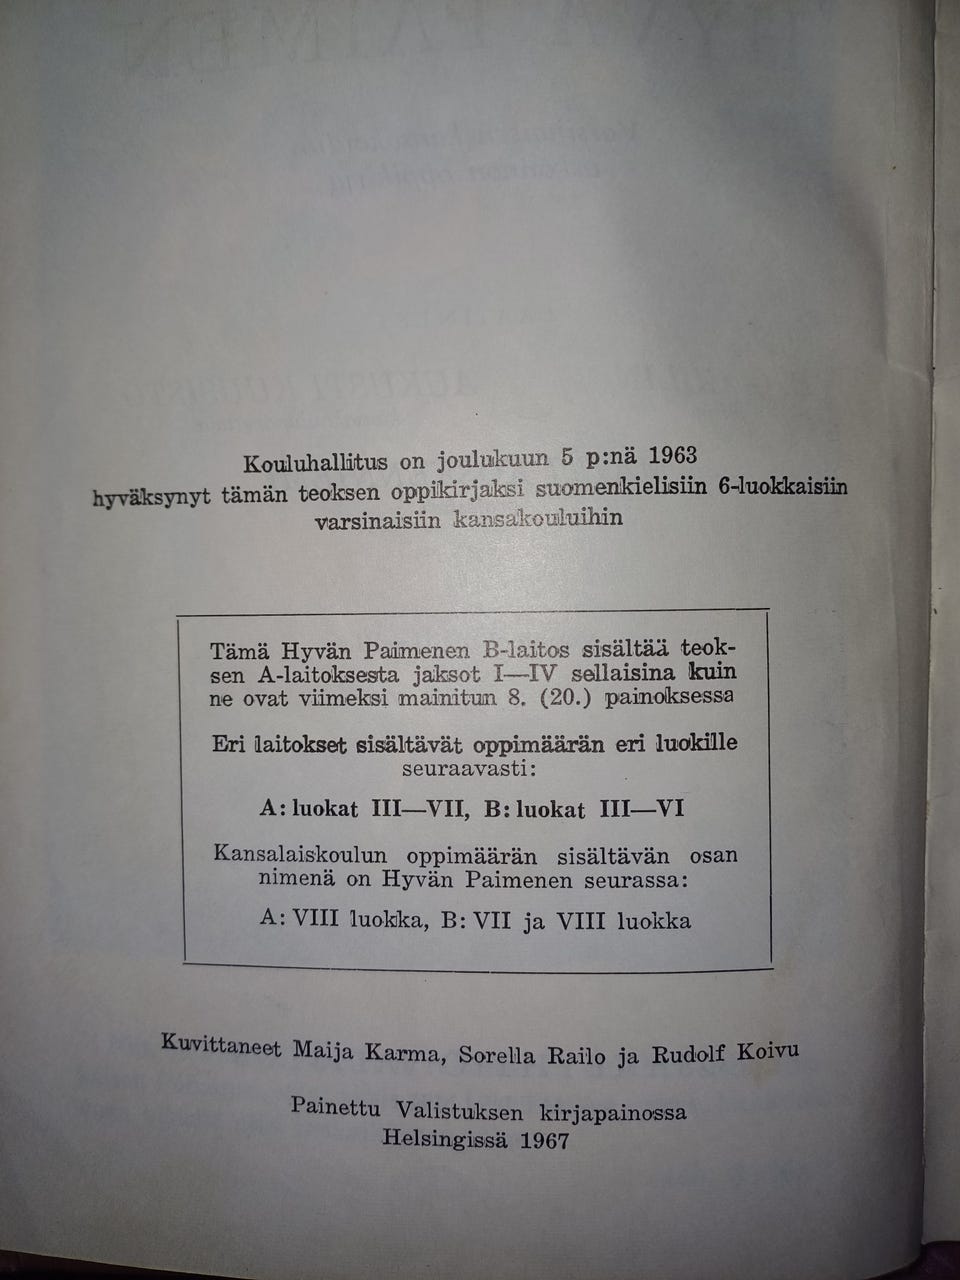 Kouluhallitus on joulukuun 5 p:nä 1963
hyväksynyt tämän teoksen oppikirjaksi suomenkielisiin 6-luokkaisiin
varsinaisiin kansakouluihin
Tämä Hyvän Paimenen B-laitos sisältää teok-
sen A-laitoksesta jaksot I—IV sellaisina kuin
ne ovat viimeksi mainitun 8. (20.) painoksessa
Eri laitokset sisältävät oppimäärän eri luokille
seuraavasti:
A: luokat III—VII, B: luokat III—VI
Kansalaiskoulun oppimäärän sisältävän osan
nimenä on Hyvän Paimenen seurassa:
A: VIII luokka, B: VII ja VIII luokka
Kuvittaneet Maija Karma, Sorella Railo ja Rudolf Koivu
Painettu Valistuksen kirjapainossa
Helsingissä 1967